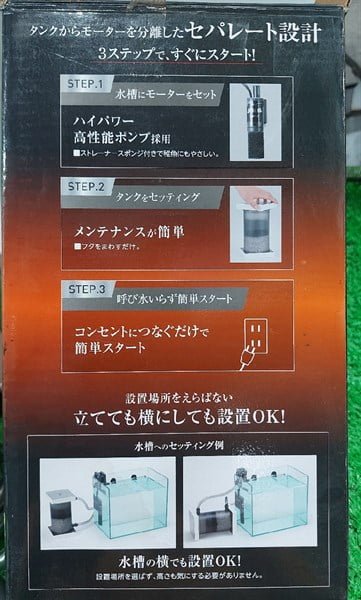 タンクからモーターを分離したセパレート設計
3ステップで、すぐにスタート!
STEP.1
水槽にモーターをセット
ハイパワー
高性能ポンプ採用
■ストレーナースポンジ付きで稚魚にもやさしい。
STEP.2
タンクをセッティング
メンテナンスが簡単
■フタをまわすだけ。
STEP.3
呼び水いらず簡単スタート
コンセントにつなぐだけで
簡単スタート
設置場所をえらばない
立てても横にしても設置OK!
水槽へのセッティング例
水槽の横でも設置OK!
設置場所を選ばず、高さも気にする必要がありません。